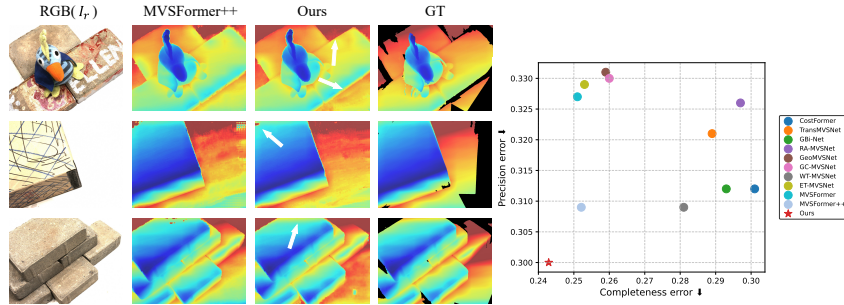 RGB( I_r ) MVSFormer++ Ours GT
ELLEN
Precision error ⬇
0.330
0.325
0.320
0.315
0.310
0.305
0.300
0.24 0.25 0.26 0.27 0.28 0.29 0.30
Completeness error ⬇
CostFormer
TransMVSNet
GBi-Net
RA-MVSNet
GeoMVSNet
GC-MVSNet
WT-MVSNet
ET-MVSNet
MVSFormer
MVSFormer++
Ours